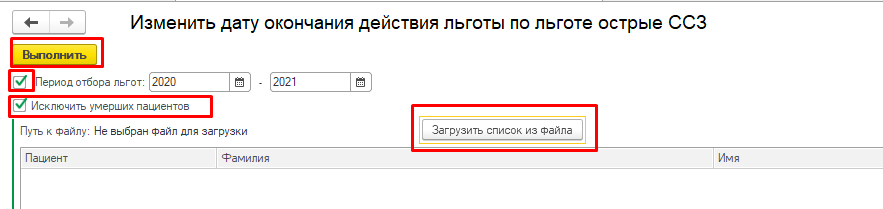 Изменить дату окончания действия льготы по льготе острые ССЗ
Выполнить
Период отбора льгот: 2020 - 2021
Исключить умерших пациентов
Путь к файлу: Не выбран файл для загрузки Загрузить список из файла
Пациент Фамилия Имя